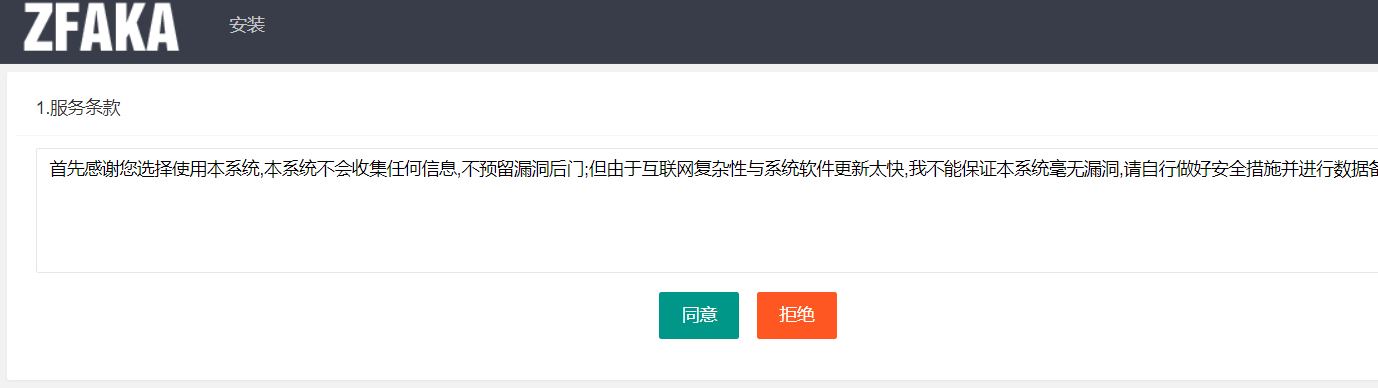 ZFAKA 安装
1.服务条款
首先感谢您选择使用本系统,本系统不会收集任何信息,不预留漏洞后门;但由于互联网复杂性与系统软件更新太快,我不能保证本系统毫无漏洞,请自行做好安全措施并进行数据备
同意 拒绝